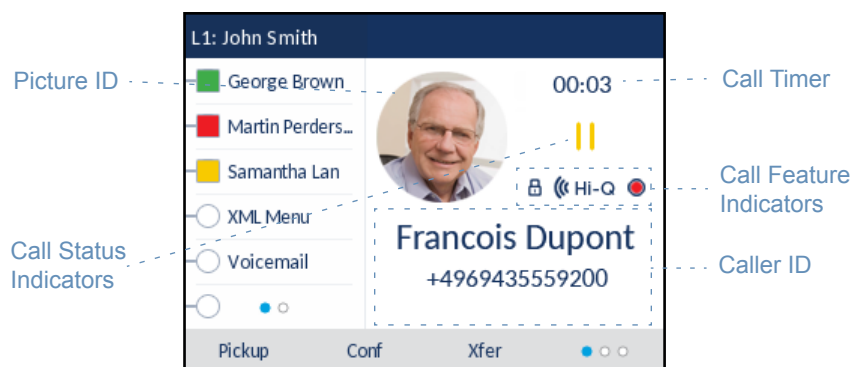 L1: John Smith
Picture ID
George Brown
00:03
Call Timer
Martin Perders...
Samantha Lan
Hi-Q
Call Feature
Indicators
XML Menu
Francois Dupont
Call Status
Indicators
Voicemail
+4969435559200
Caller ID
Pickup
Conf
Xfer